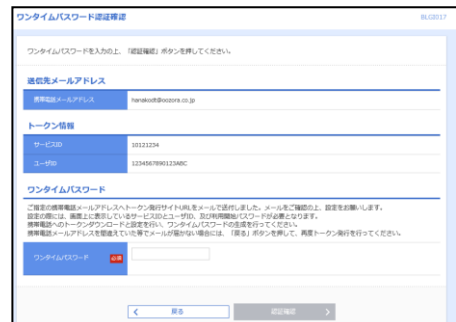 ワンタイムパスワード認証確認
BLG2017
ワンタイムパスワードを入力の上、「認証確認」ボタンを押してください。
送信先メールアドレス
携帯電話メールアドレス hanakodt@oozora.co.jp
トークン情報
サービスID 10121234
ユーザID 1234567890123ABC
ワンタイムパスワード
ご指定の携帯電話メールアドレスへトークン発行サイトURLをメールで送付しました。メールをご確認の上、設定をお願いします。
設定の際には、画面上に表示しているサービスIDとユーザID、及び利用開始パスワードが必要となります。
携帯電話へのトークンダウンロードと設定を行い、ワンタイムパスワードの生成を行ってください。
携帯電話メールアドレスを間違えていた等でメールが届かない場合には、「戻る」ボタンを押して、再度トークン発行を行ってください。
ワンタイムパスワード 必須
戻る 認証確認